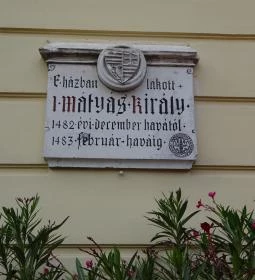 E házban lakott +
I · Mátyás · Király ·
1482 · évi · december havától ·
1483 · február · haváig ·